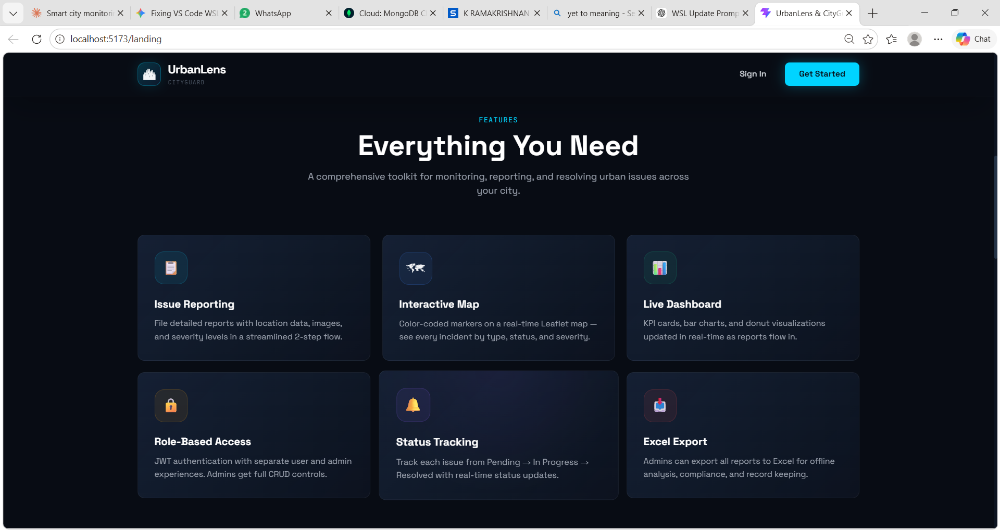 Smart city monitori
Fixing VS Code WSL
2
WhatsApp
Cloud: MongoDB Cl
S
K RAMAKRISHNAN
yet to meaning - Se
WSL Update Promp
UrbanLens & CityGu
localhost:5173/landing
Chat
UrbanLens
CITYGUARD
Sign In
Get Started
FEATURES
Everything You Need
A comprehensive toolkit for monitoring, reporting, and resolving urban issues across
your city.
Issue Reporting
File detailed reports with location data, images,
and severity levels in a streamlined 2-step flow.
Interactive Map
Color-coded markers on a real-time Leaflet map —
see every incident by type, status, and severity.
Live Dashboard
KPI cards, bar charts, and donut visualizations
updated in real-time as reports flow in.
Role-Based Access
JWT authentication with separate user and admin
experiences. Admins get full CRUD controls.
Status Tracking
Track each issue from Pending → In Progress →
Resolved with real-time status updates.
Excel Export
Admins can export all reports to Excel for offline
analysis, compliance, and record keeping.